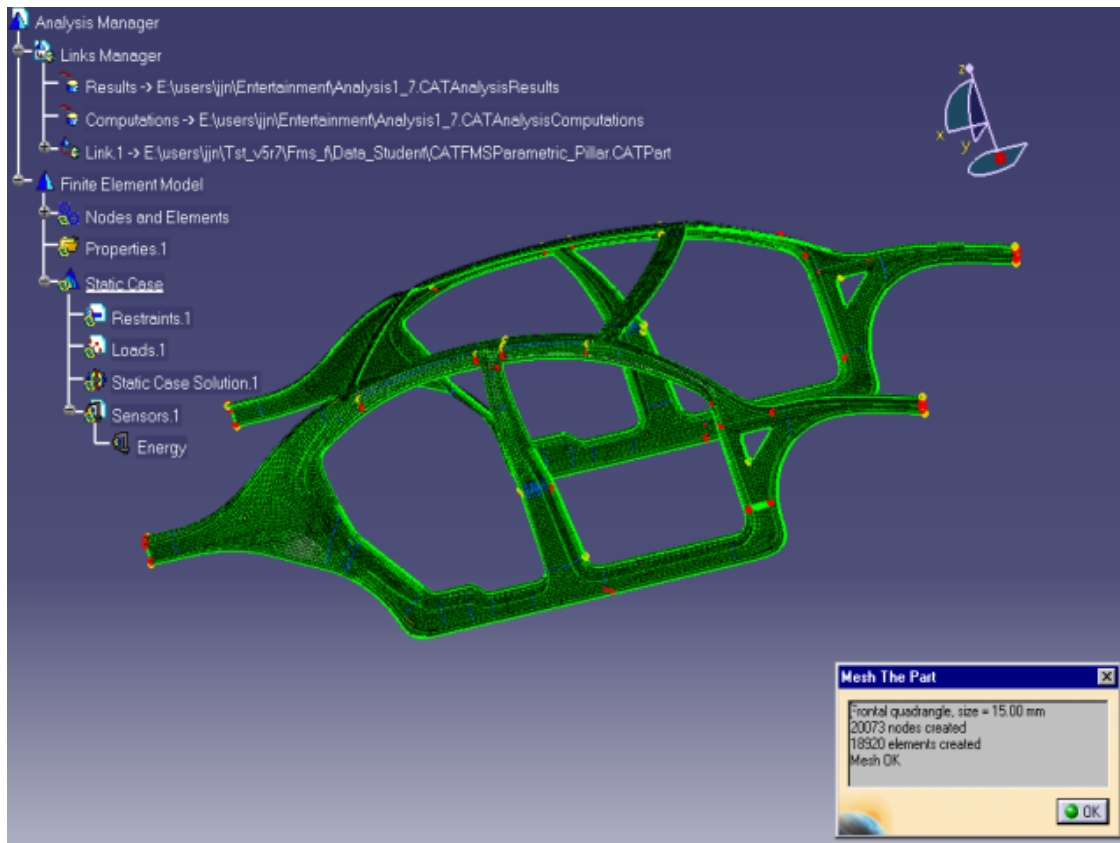 Analysis Manager
Links Manager
Results -> E:\users\jjn\Entertainment\Analysis1_7.CATAnalysisResults
Computations -> E:\users\jjn\Entertainment\Analysis1_7.CATAnalysisComputations
Link.1 -> E:\users\jjn\Tst_v5r7\Fms_f\Data_Student\CATFMSParametric_Pillar.CATPart
Finite Element Model
Nodes and Elements
Properties.1
Static Case
Restraints.1
Loads.1
Static Case Solution.1
Sensors.1
Energy
z
x
y
Mesh The Part
Frontal quadrangle, size = 15.00 mm
20073 nodes created
18920 elements created
Mesh OK
OK